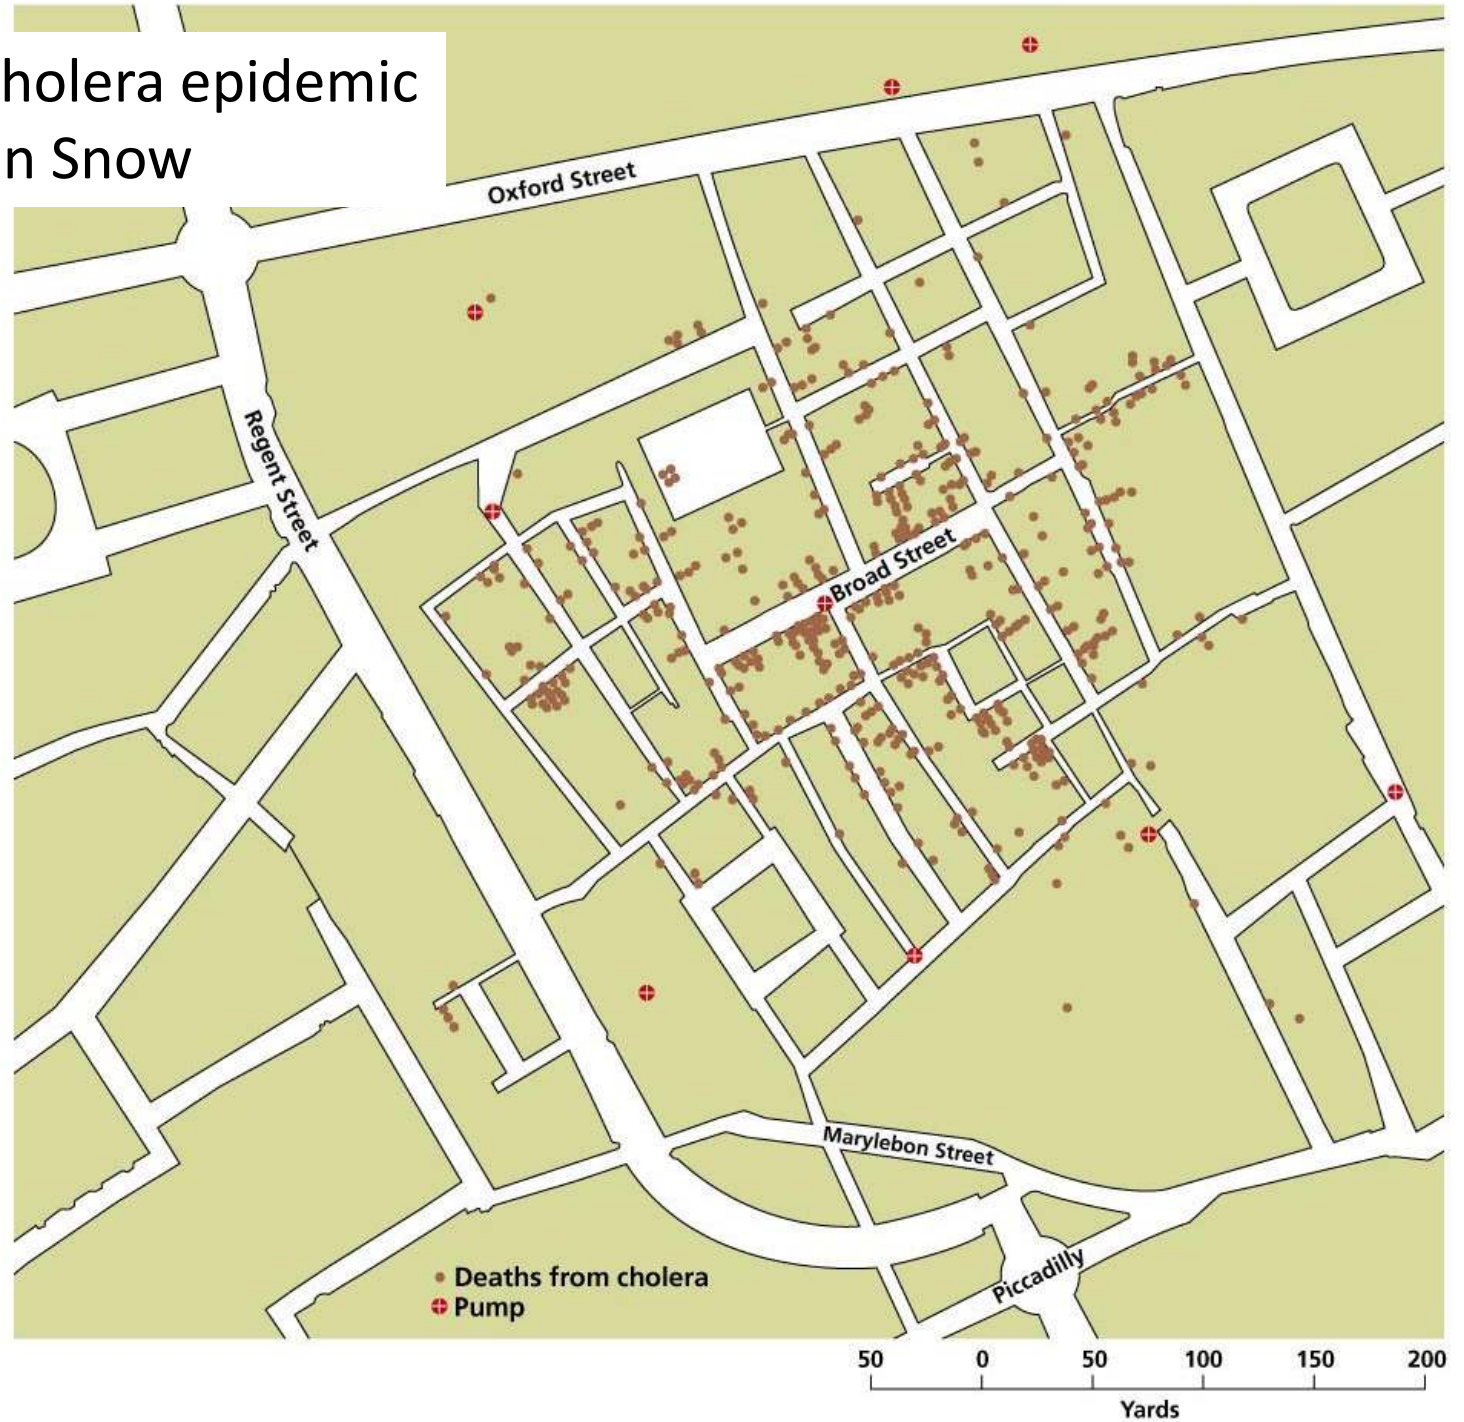 holera epidemic
n Snow
Oxford Street
Regent Street
Broad Street
Marylebon Street
Piccadilly
Deaths from cholera
Pump
50 0 50 100 150 200
Yards